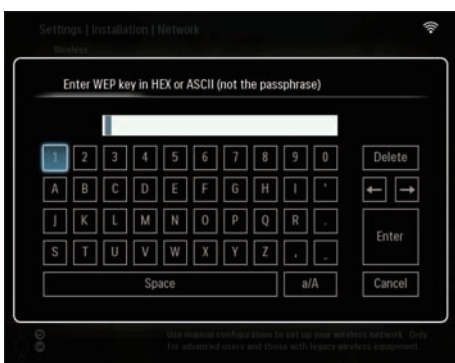 Settings | Installation | Network
Wireless
Enter WEP key in HEX or ASCII (not the passphrase)
1 2 3 4 5 6 7 8 9 0 Delete
A B C D E F G H I ' ← →
J K L M N O P Q R . Enter
S T U V W X Y Z , _
Space a/A Cancel
Use manual configuration to set up your wireless network. Only
for advanced users and those with legacy wireless equipment.